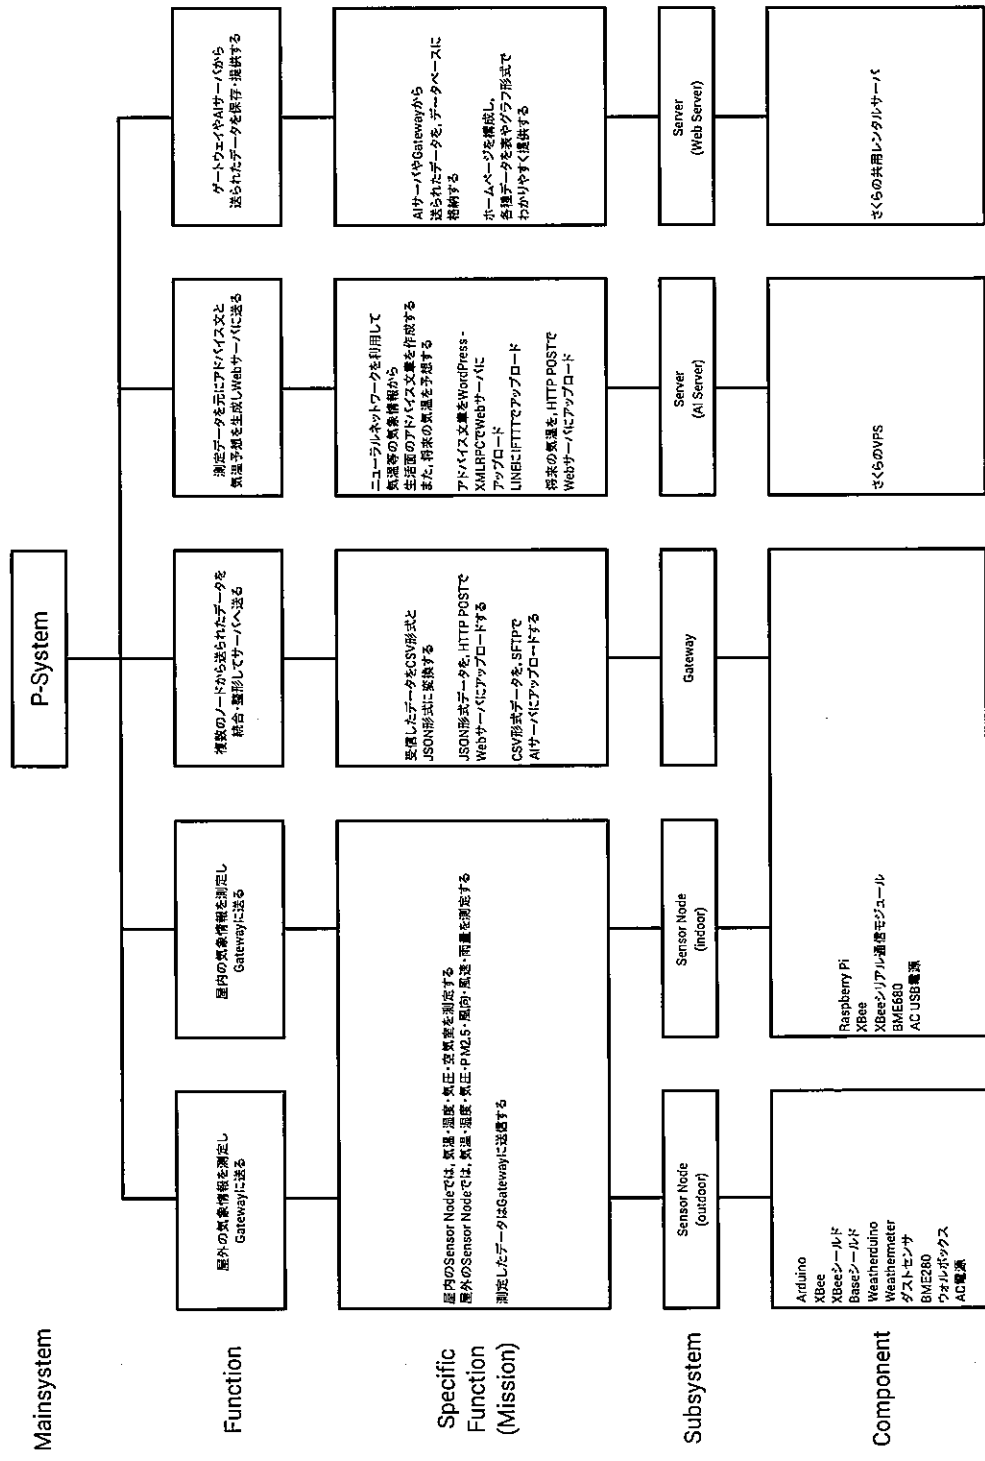 Mainsystem
P-System
Function
屋外の気象情報を測定し
Gatewayに送る
屋内の気象情報を測定し
Gatewayに送る
複数のノードから送られたデータを
統合・整形してサーバへ送る
測定データを元にアドバイス文と
気温予想を生成しWebサーバに送る
ゲートウェイやAIサーバから
送られたデータを保存・提供する
Specific
Function
(Mission)
屋内のSensor Nodeでは, 気温・湿度・気圧・空気室を測定する
屋外のSensor Nodeでは, 気温・湿度・気圧・PM2.5・風向・風速・雨量を測定する
測定したデータはGatewayに送信する
受信したデータをCSV形式と
JSON形式に変換する
JSON形式データを, HTTP POSTで
Webサーバにアップロードする
CSV形式データを, SFTPで
AIサーバにアップロードする
ニューラルネットワークを利用して
気温等の気象情報から
生活面のアドバイス文章を作成する
また, 将来の気温を予想する
アドバイス文章をWordPress -
XMLRPCでWebサーバに
アップロード
LINEにIFTTTでアップロード
将来の気温を, HTTP POSTで
Webサーバにアップロード
AIサーバやGatewayから
送られたデータを, データベースに
格納する
ホームページを構成し,
各種データを表やグラフ形式で
わかりやすく提供する
Subsystem
Sensor Node
(outdoor)
Sensor Node
(indoor)
Gateway
Server
(AI Server)
Server
(Web Server)
Component
Arduino
XBee
XBeeシールド
Baseシールド
Weatherduino
Weathermeter
ダストセンサ
BME280
ウォルボックス
AC電源
Raspberry Pi
XBee
XBeeシリアル通信モジュール
BME680
AC USB電源
さくらのVPS
さくらの共用レンタルサーバ